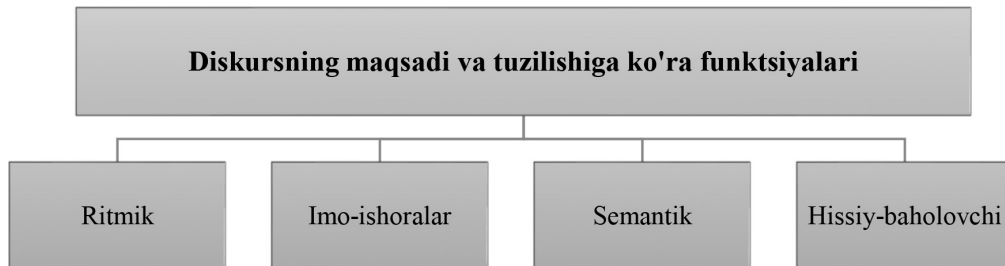 Diskursning maqsadi va tuzilishiga ko'ra funktsiyalari
Ritmik
Imo-ishoralar
Semantik
Hissiy-baholovchi